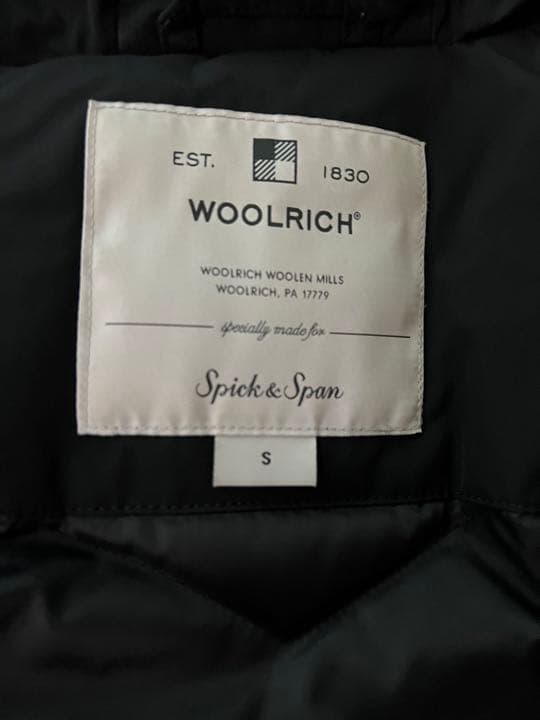 EST. 1830
WOOLRICH®
WOOLRICH WOOLEN MILLS
WOOLRICH, PA 17779
specially made for
Spick & Span
S